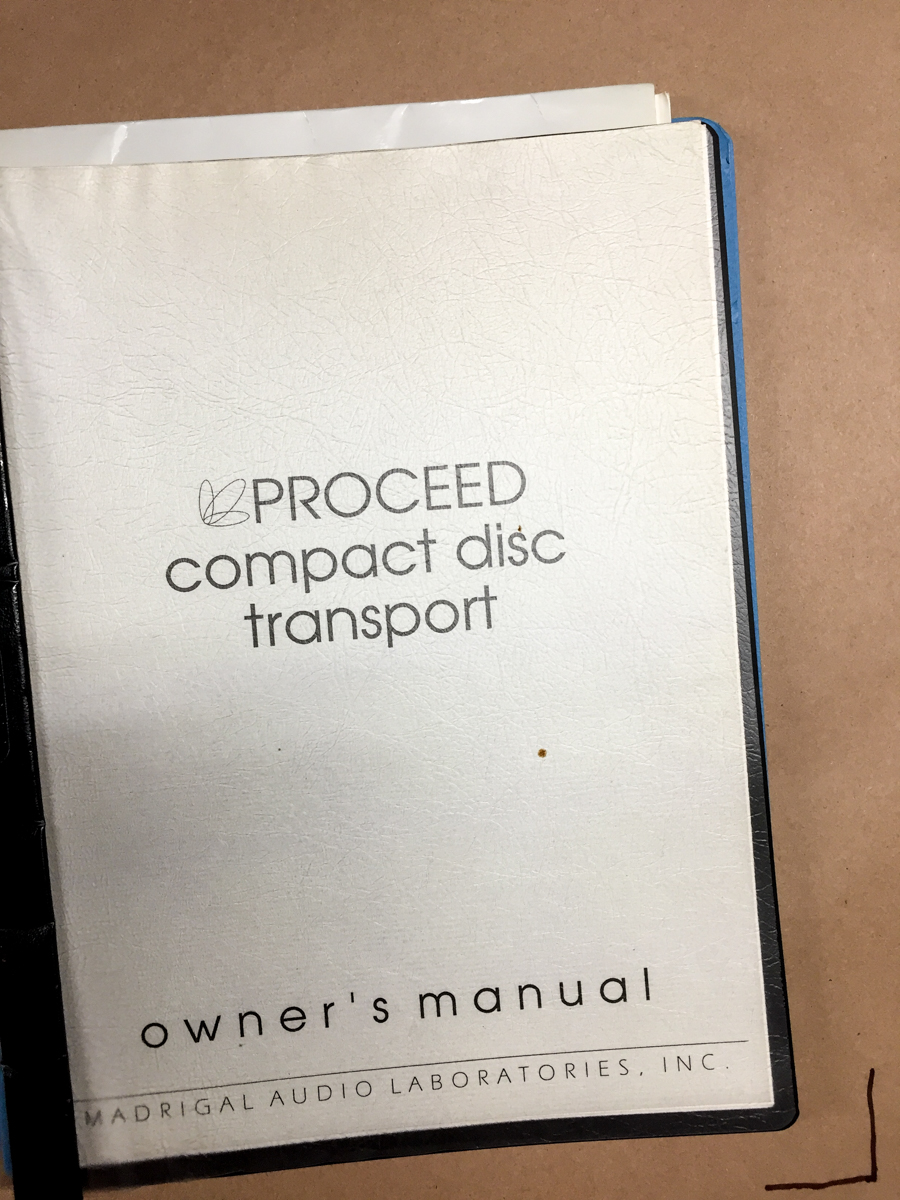 PROCEED
compact disc
transport
owner's manual
MADRIGAL AUDIO LABORATORIES, INC.